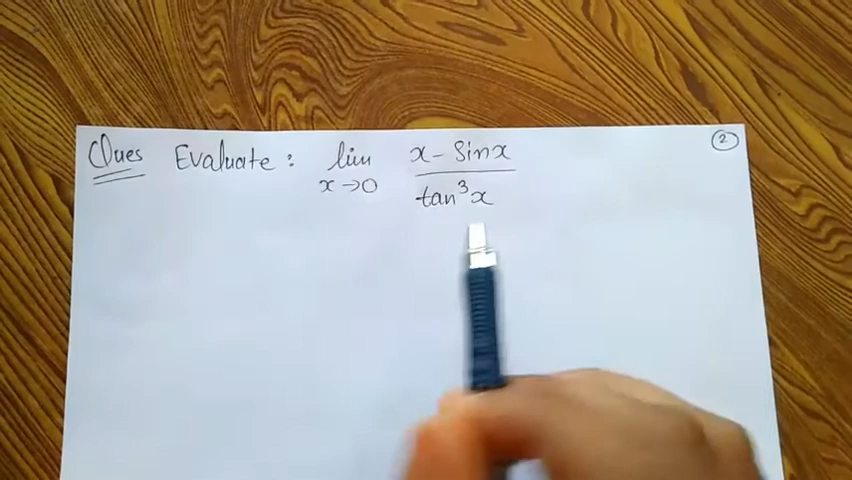 Ques Evaluate : lim x→0 x - Sinx / tan³x
2